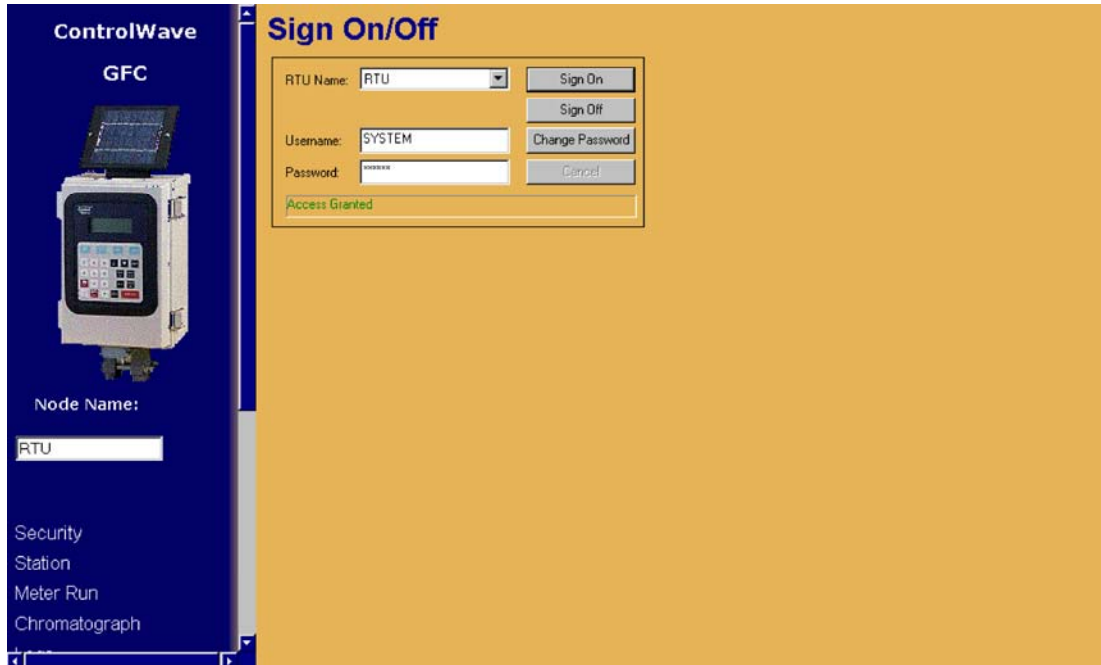 ControlWave
GFC
Node Name:
RTU
Security
Station
Meter Run
Chromatograph
Sign On/Off
RTU Name: RTU Sign On
Sign Off
Username: SYSTEM Change Password
Password: ****** Cancel
Access Granted